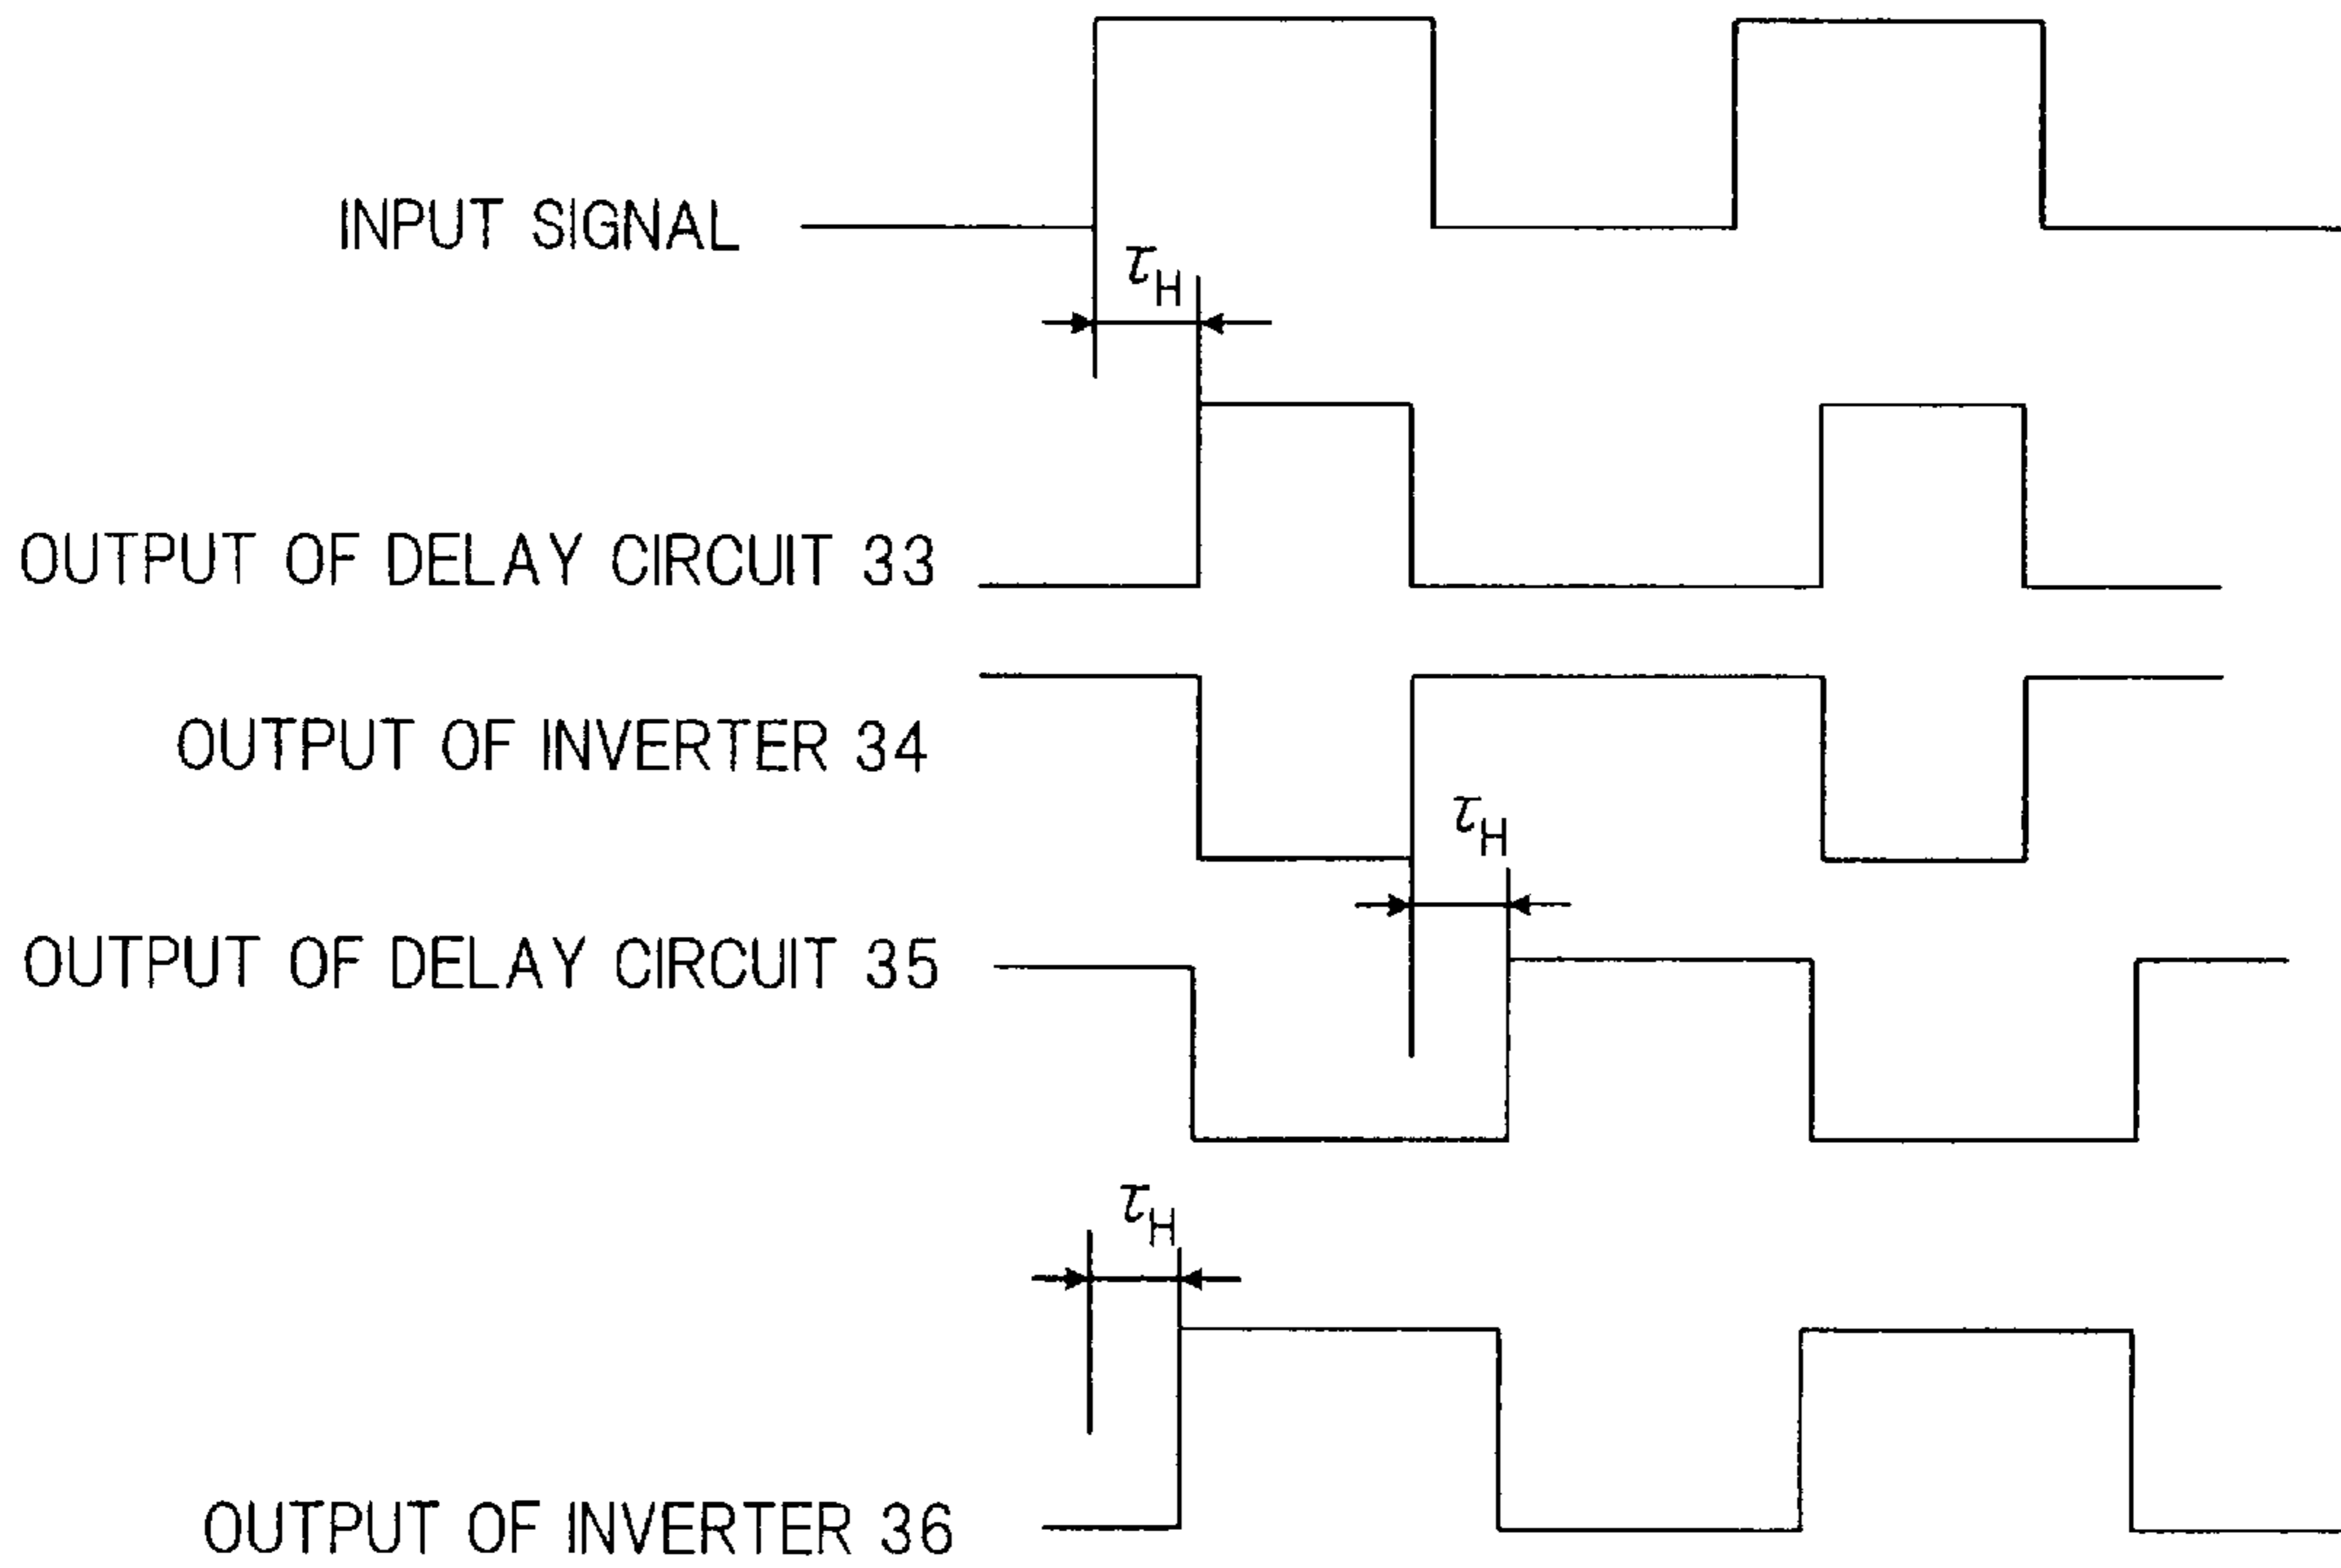 INPUT SIGNAL
τH
OUTPUT OF DELAY CIRCUIT 33
OUTPUT OF INVERTER 34
τH
OUTPUT OF DELAY CIRCUIT 35
τH
OUTPUT OF INVERTER 36